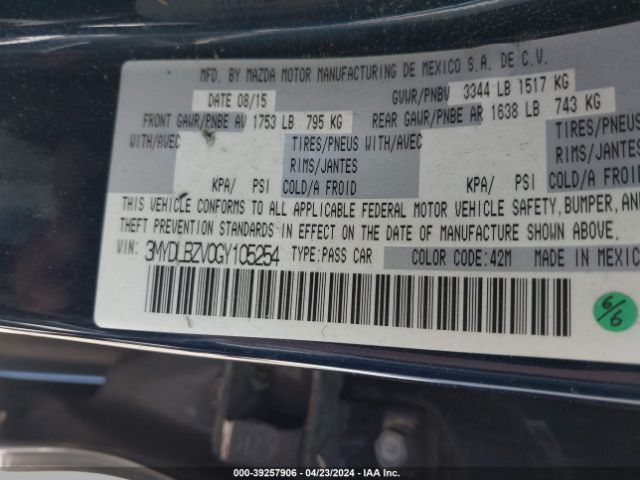 MFD. BY MAZDA MOTOR MANUFACTURING DE MEXICO S.A. DE C.V.
DATE 08/15 GVWR/PNBV 3344 LB 1517 KG
FRONT GAWR/PNBE AV 1753 LB 795 KG REAR GAWR/PNBE AR 1638 LB 743 KG
WITH/AVEC TIRES/PNEUS WITH/AVEC TIRES/PNEUS
RIMS/JANTES RIMS/JANTES
KPA/ PSI COLD/A FROID KPA/ PSI COLD/A FROID
THIS VEHICLE CONFORMS TO ALL APPLICABLE FEDERAL MOTOR VEHICLE SAFETY, BUMPER, AND
THEFT PREVENTION STANDARDS IN EFFECT ON THE DATE OF MANUFACTURE SHOWN ABOVE.
VIN: 3MYDLBZV0GY105254 TYPE:PASS CAR COLOR CODE:42M MADE IN MEXIC
6/6
000-39257906 - 04/23/2024 - IAA Inc.